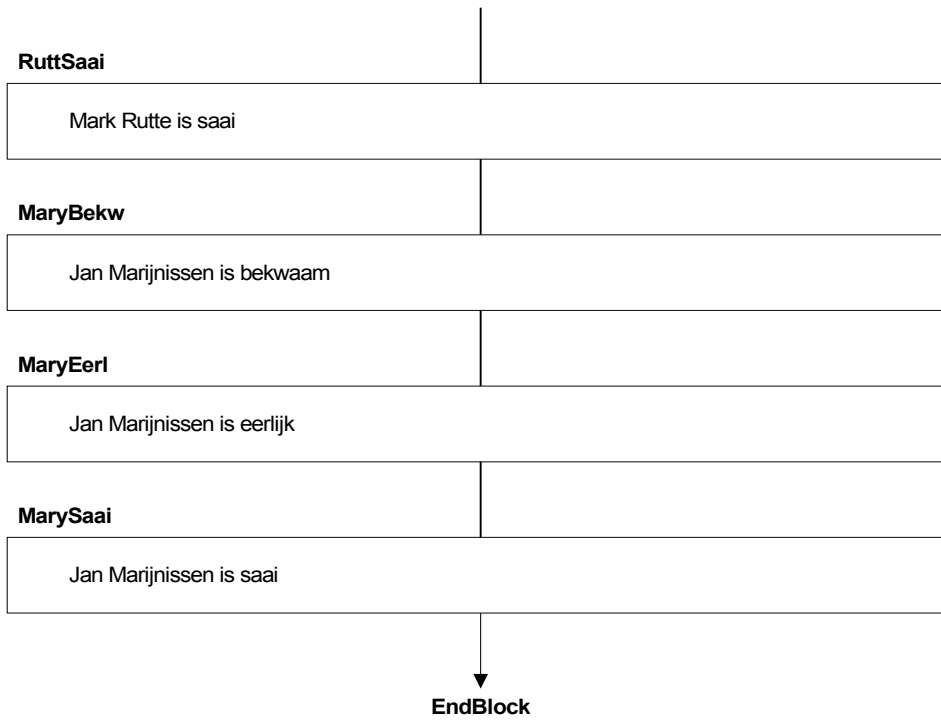 RuttSaai
Mark Rutte is saai
MaryBekw
Jan Marijnissen is bekwaam
MaryEerl
Jan Marijnissen is eerlijk
MarySaai
Jan Marijnissen is saai
EndBlock